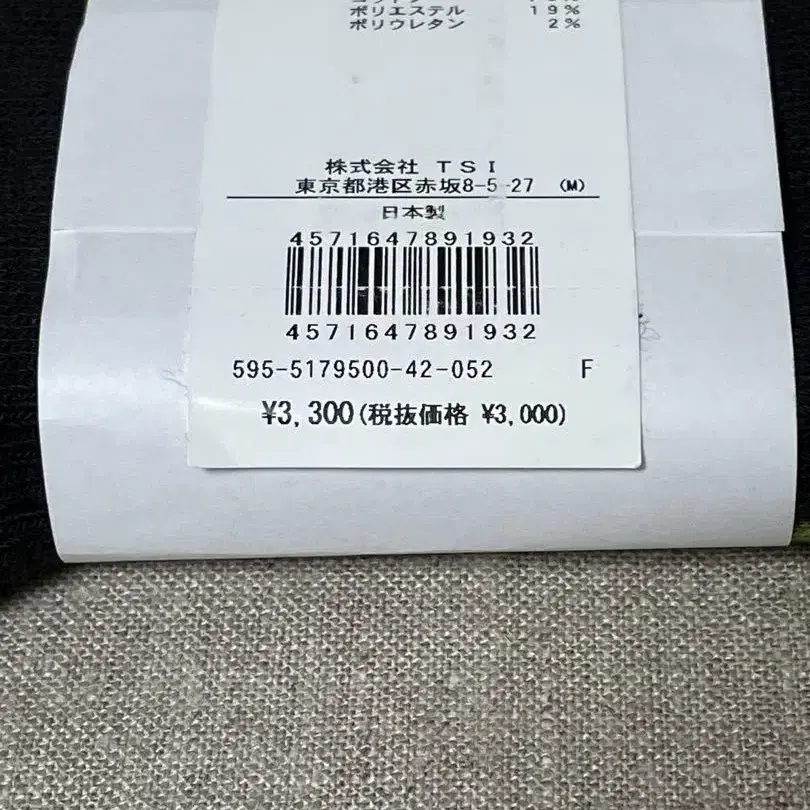 ポリエステル 19%
ポリウレタン 2%
株式会社 TSI
東京都港区赤坂8-5-27 (M)
日本製
4571647891932
4571647891932
595-5179500-42-052 F
¥3,300(税抜価格 ¥3,000)